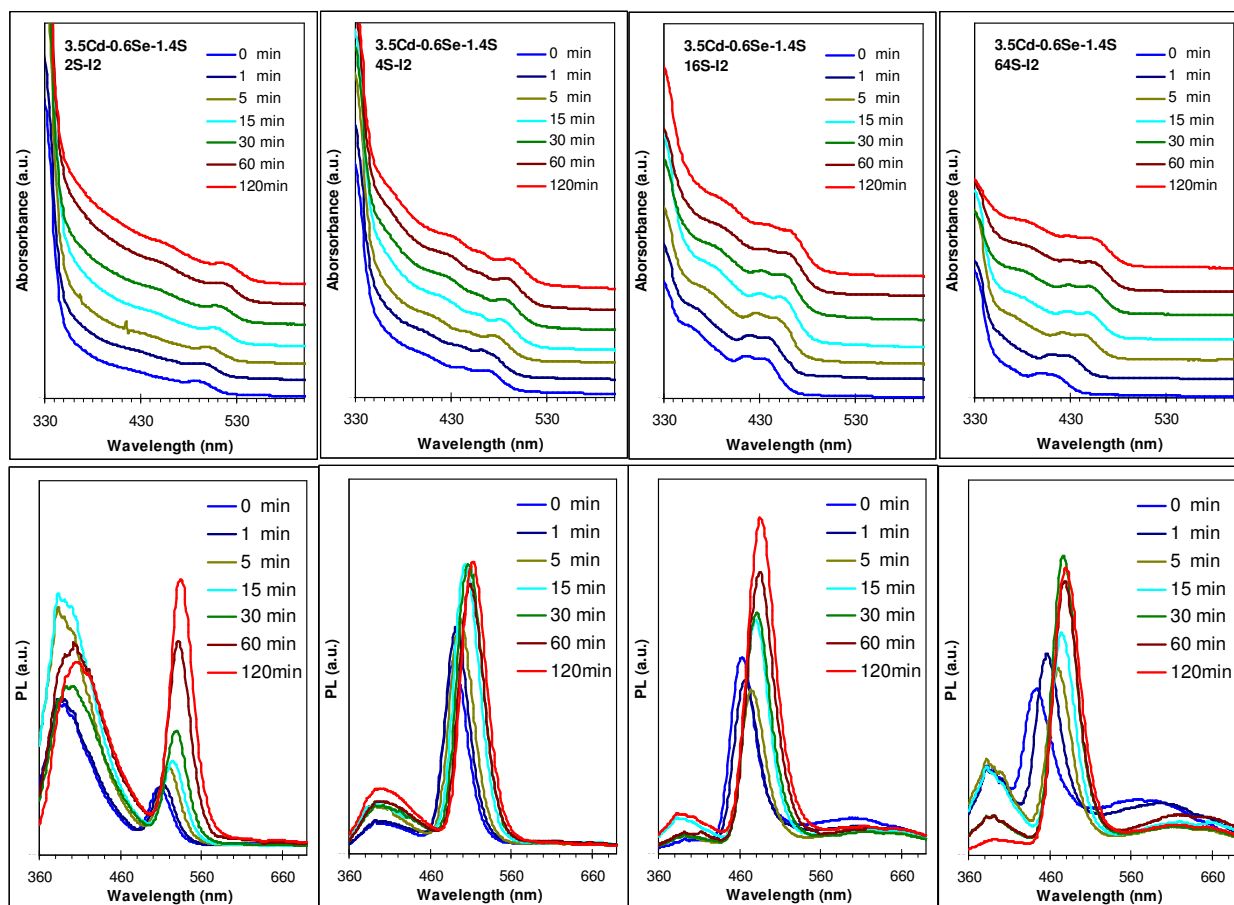 3.5Cd-0.6Se-1.4S
2S-I2
0 min
1 min
5 min
15 min
30 min
60 min
120min
Aborsorbance (a.u.)
330 430 530
Wavelength (nm)
3.5Cd-0.6Se-1.4S
4S-I2
0 min
1 min
5 min
15 min
30 min
60 min
120min
Aborsorbance (a.u.)
330 430 530
Wavelength (nm)
3.5Cd-0.6Se-1.4S
16S-I2
0 min
1 min
5 min
15 min
30 min
60 min
120min
Aborsorbance (a.u.)
330 430 530
Wavelength (nm)
3.5Cd-0.6Se-1.4S
64S-I2
0 min
1 min
5 min
15 min
30 min
60 min
120min
Aborsorbance (a.u.)
330 430 530
Wavelength (nm)
0 min
1 min
5 min
15 min
30 min
60 min
120min
PL (a.u.)
360 460 560 660
Wavelength (nm)
0 min
1 min
5 min
15 min
30 min
60 min
120min
PL (a.u.)
360 460 560 660
Wavelength (nm)
0 min
1 min
5 min
15 min
30 min
60 min
120min
PL (a.u.)
360 460 560 660
Wavelength (nm)
0 min
1 min
5 min
15 min
30 min
60 min
120min
PL (a.u.)
360 460 560 660
Wavelength (nm)